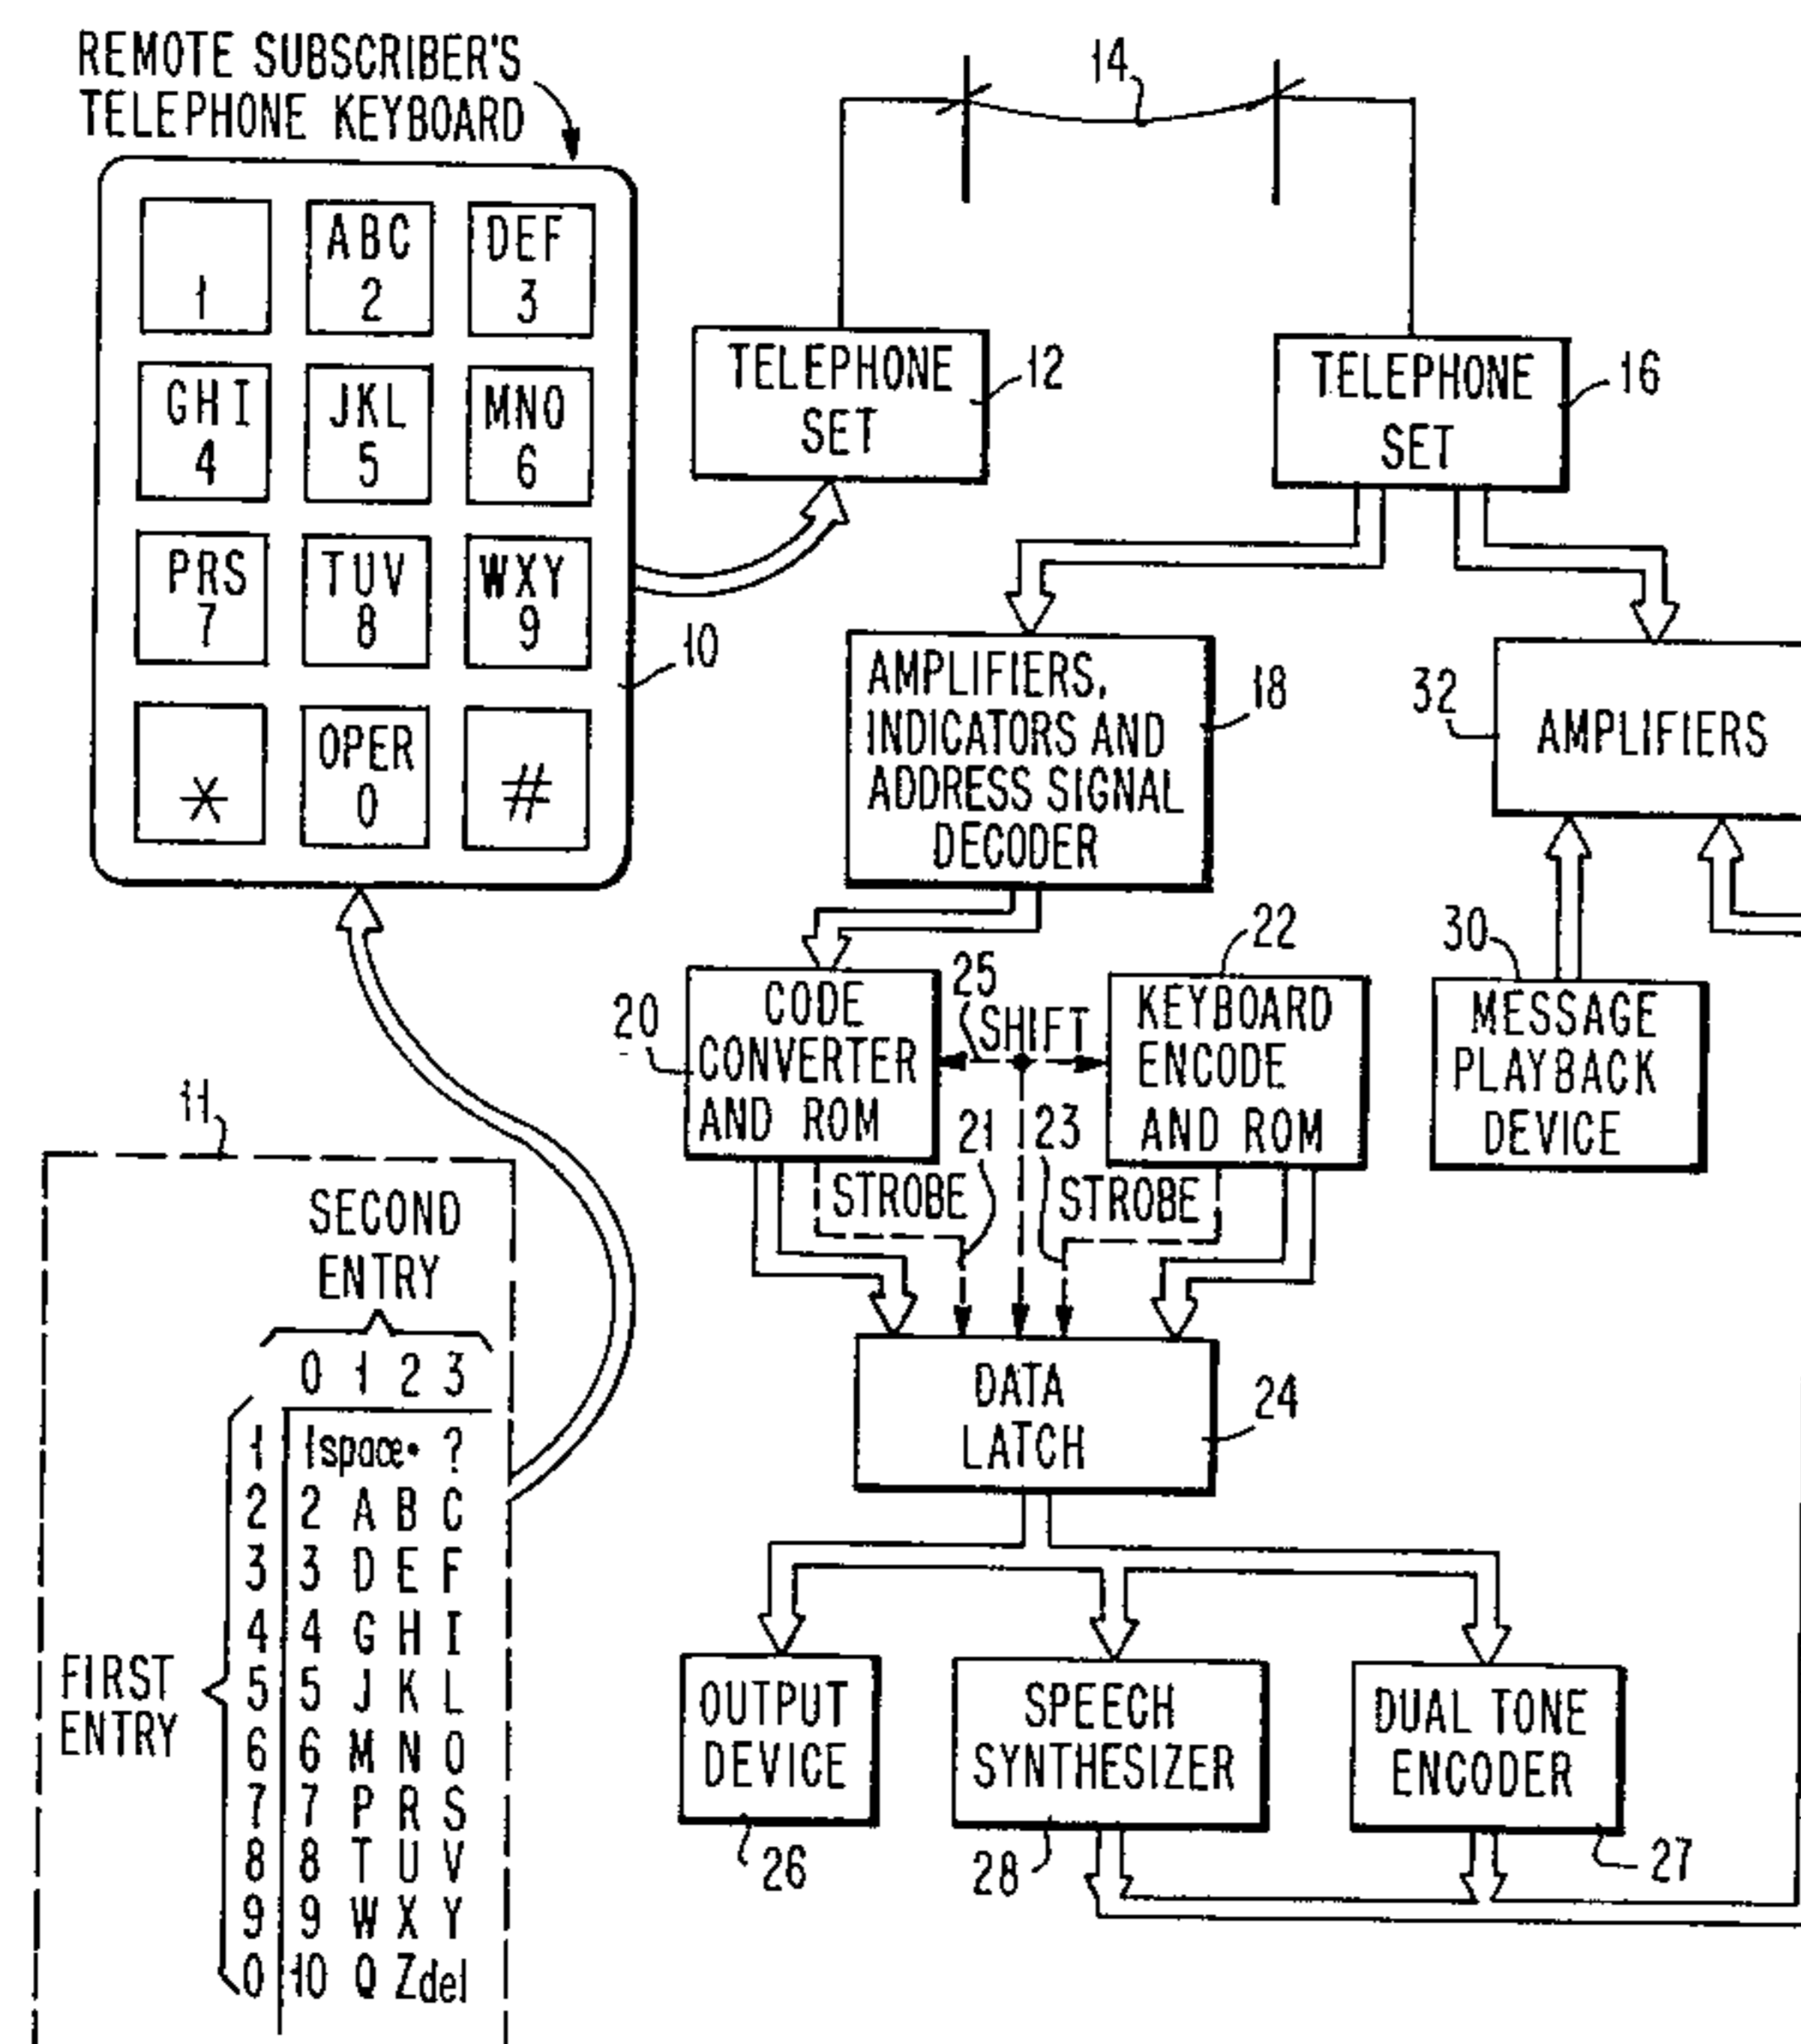 REMOTE SUBSCRIBER'S
TELEPHONE KEYBOARD
1
ABC
2
DEF
3
GHI
4
JKL
5
MNO
6
PRS
7
TUV
8
WXY
9
*
OPER
0
#
10
14
TELEPHONE
SET
12
TELEPHONE
SET
16
AMPLIFIERS,
INDICATORS AND
ADDRESS SIGNAL
DECODER
18
32
AMPLIFIERS
20
CODE
CONVERTER
AND ROM
25
SHIFT
22
KEYBOARD
ENCODE
AND ROM
30
MESSAGE
PLAYBACK
DEVICE
STROBE
21
23
STROBE
DATA
LATCH
24
OUTPUT
DEVICE
26
SPEECH
SYNTHESIZER
28
DUAL TONE
ENCODER
27
11
SECOND
ENTRY
0 1 2 3
FIRST
ENTRY
1 1 space • ?
2 2 A B C
3 3 D E F
4 4 G H I
5 5 J K L
6 6 M N O
7 7 P R S
8 8 T U V
9 9 W X Y
0 10 Q Z del